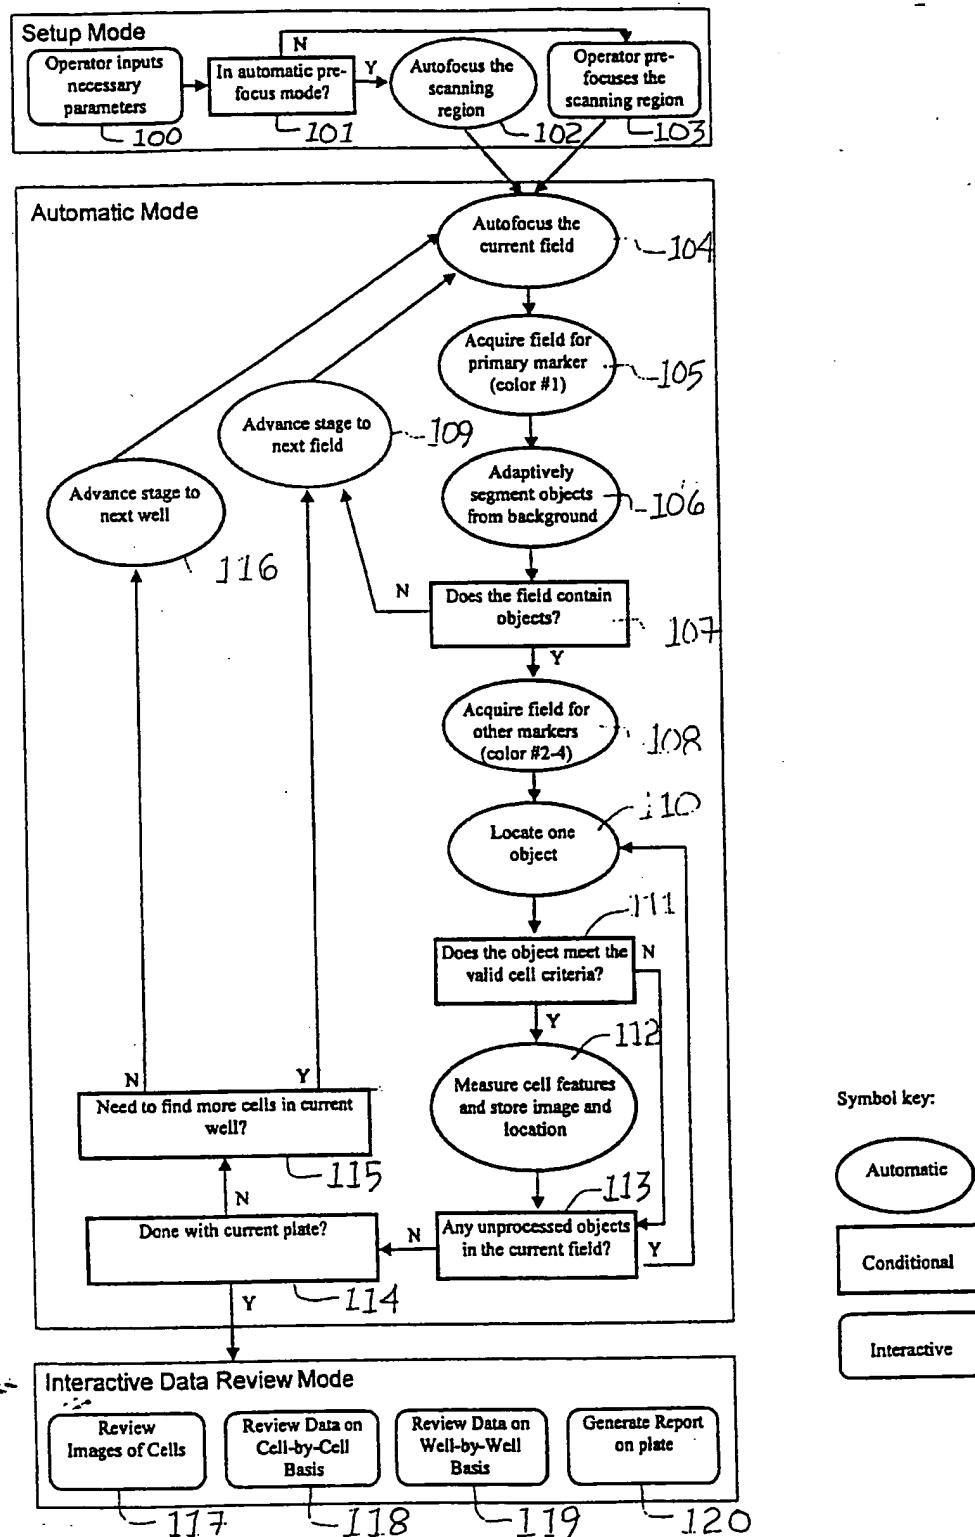 Setup Mode
Operator inputs
necessary
parameters
100
In automatic pre-
focus mode?
101
N
Y
Autofocus the
scanning
region
102
Operator pre-
focuses the
scanning region
103
Automatic Mode
Autofocus the
current field
104
Acquire field for
primary marker
(color #1)
105
Advance stage to
next field
109
Adaptively
segment objects
from background
106
Advance stage to
next well
116
N
Does the field contain
objects?
107
Y
Acquire field for
other markers
(color #2-4)
108
110
Locate one
object
111
Does the object meet the
valid cell criteria?
N
Y
112
Measure cell features
and store image and
location
N
Y
Need to find more cells in current
well?
115
N
113
Any unprocessed objects
in the current field?
Y
N
Done with current plate?
114
Y
Symbol key:
Automatic
Conditional
Interactive
Interactive Data Review Mode
Review
Images of Cells
117
Review Data on
Cell-by-Cell
Basis
118
Review Data on
Well-by-Well
Basis
119
Generate Report
on plate
120